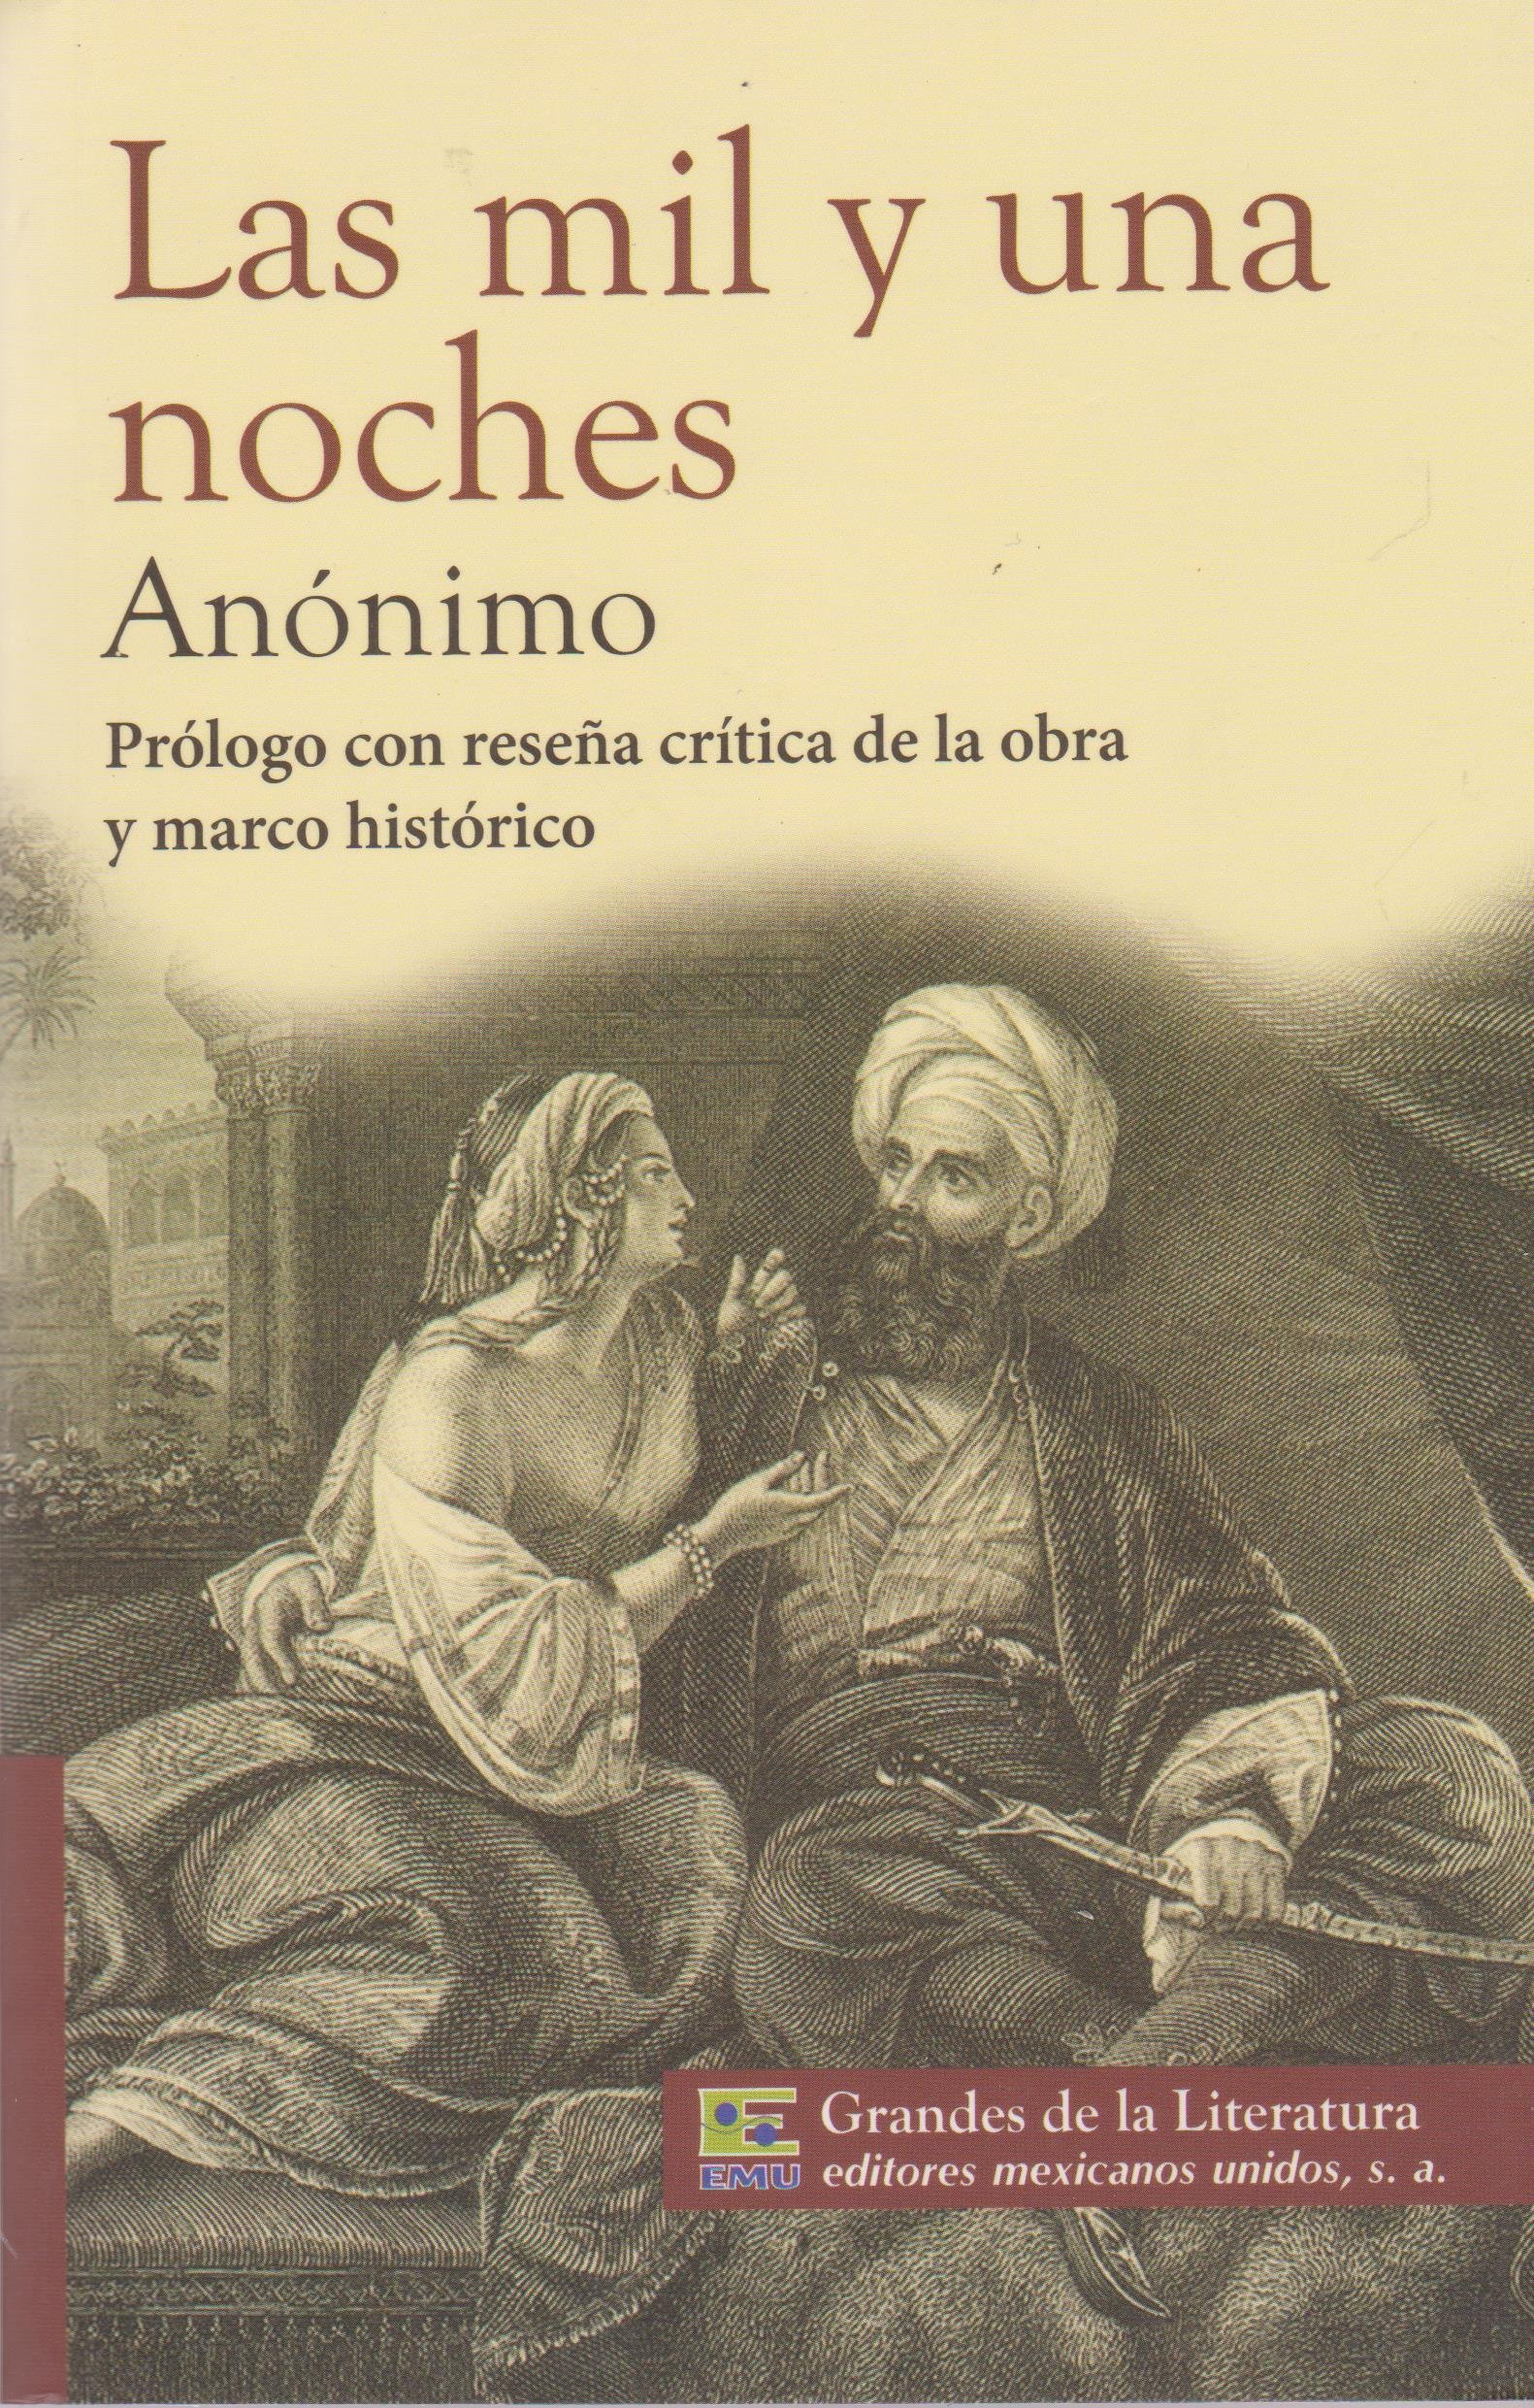 Las mil y una
noches
Anónimo
Prólogo con reseña crítica de la obra
y marco histórico
Grandes de la Literatura
EMU
editores mexicanos unidos, s. a.